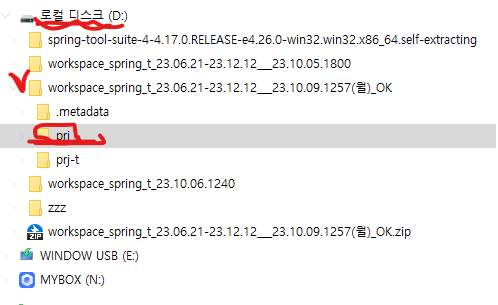 로컬 디스크 (D:)
spring-tool-suite-4-4.17.0.RELEASE-e4.26.0-win32.win32.x86_64.self-extracting
workspace_spring_t_23.06.21-23.12.12___23.10.05.1800
workspace_spring_t_23.06.21-23.12.12___23.10.09.1257(월)_OK
.metadata
prj
prj-t
workspace_spring_t_23.10.06.1240
zzz
workspace_spring_t_23.06.21-23.12.12___23.10.09.1257(월)_OK.zip
WINDOW USB (E:)
MYBOX (N:)